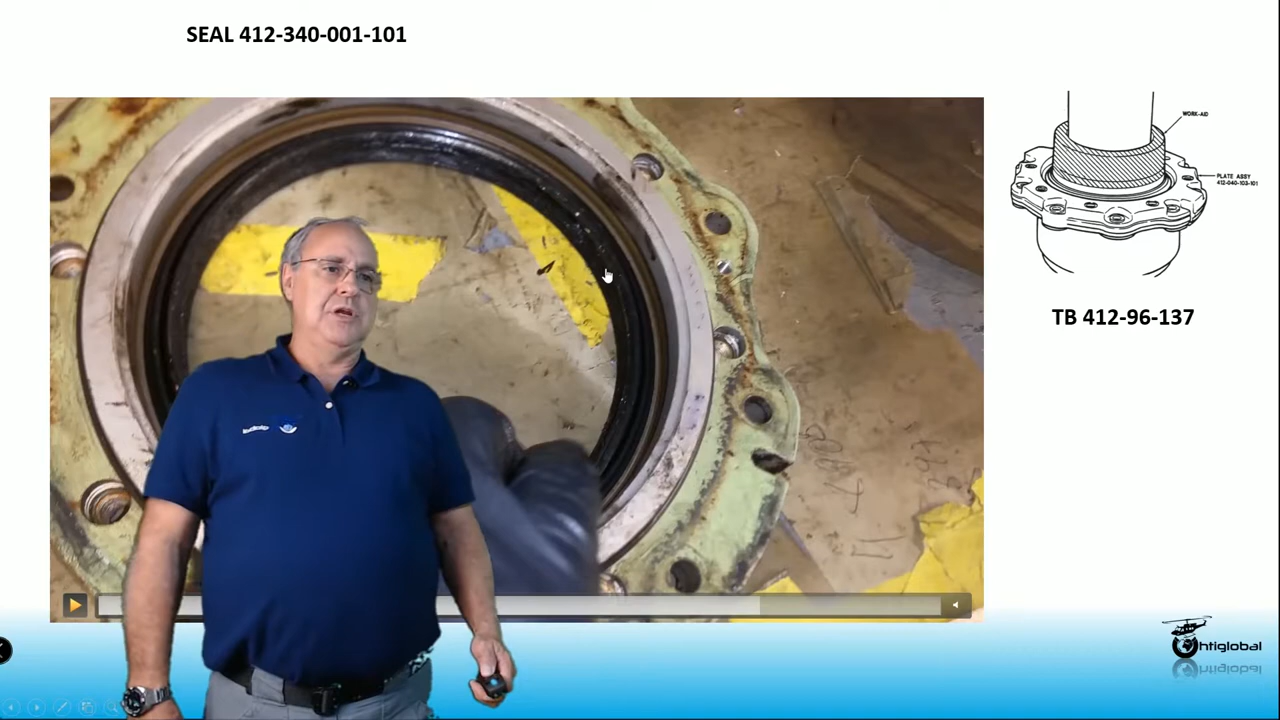 SEAL 412-340-001-101
WORK-AID
PLATE ASSY
412-040-103-101
TB 412-96-137
htiglobal